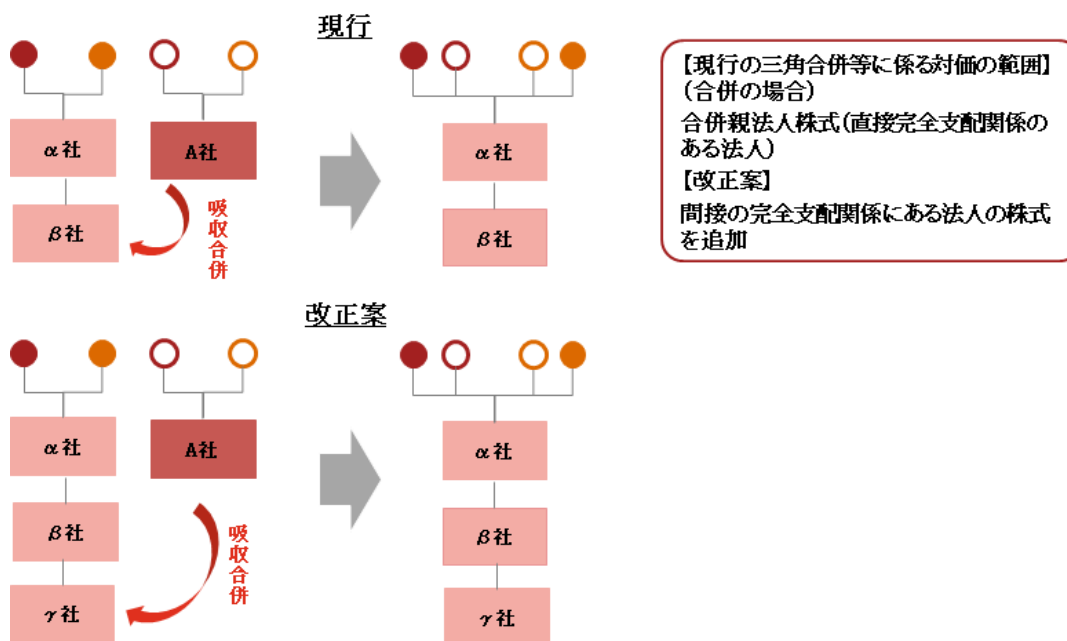 現行
α社
A社
β社
吸収合併
α社
β社
【現行の三角合併等に係る対価の範囲】
(合併の場合)
合併親法人株式(直接完全支配関係の
ある法人)
【改正案】
間接の完全支配関係にある法人の株式
を追加
改正案
α社
A社
β社
γ社
吸収合併
α社
β社
γ社